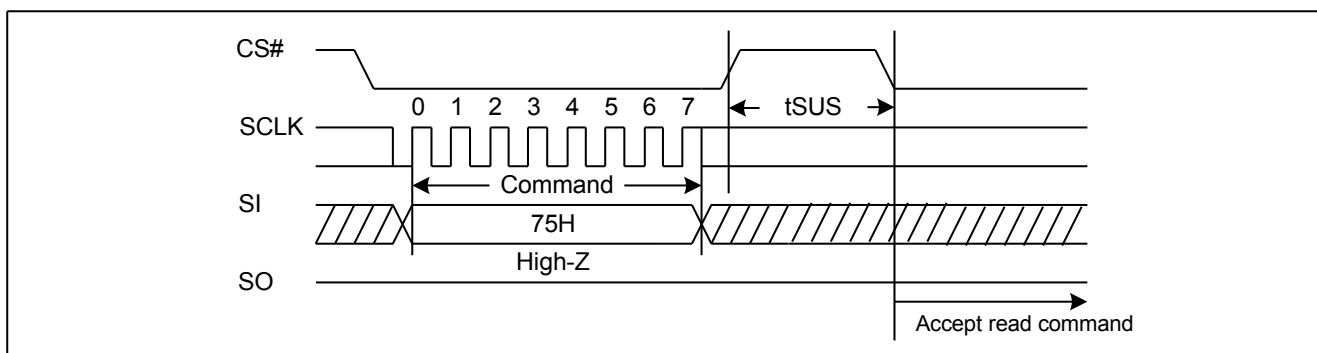 CS#
0 1 2 3 4 5 6 7
tSUS
SCLK
Command
SI
75H
High-Z
SO
Accept read command